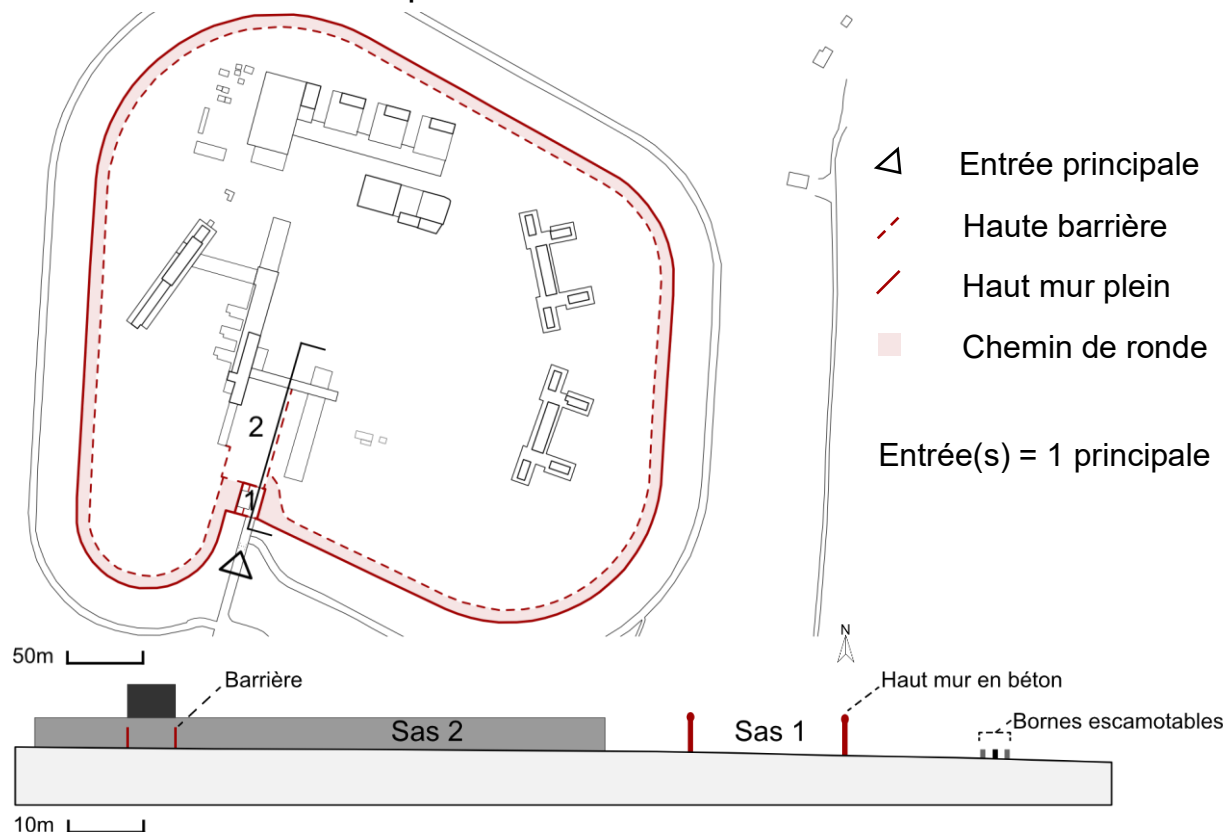 Entrée principale
Haute barrière
Haut mur plein
Chemin de ronde
Entrée(s) = 1 principale
2
1
N
50m
Barrière
Haut mur en béton
Bornes escamotables
Sas 2
Sas 1
10m